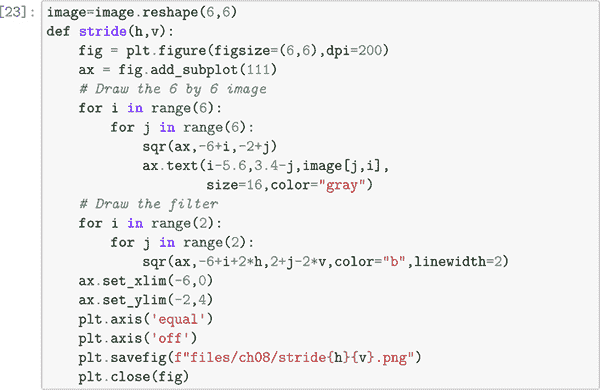 [23]: image=image.reshape(6,6)
def stride(h,v):
    fig = plt.figure(figsize=(6,6),dpi=200)
    ax = fig.add_subplot(111)
    # Draw the 6 by 6 image
    for i in range(6):
        for j in range(6):
            sqr(ax,-6+i,-2+j)
            ax.text(i-5.6,3.4-j,image[j,i],
                    size=16,color="gray")
    # Draw the filter
    for i in range(2):
        for j in range(2):
            sqr(ax,-6+i+2*h,2+j-2*v,color="b",linewidth=2)
    ax.set_xlim(-6,0)
    ax.set_ylim(-2,4)
    plt.axis('equal')
    plt.axis('off')
    plt.savefig(f"files/ch08/stride{h}{v}.png")
    plt.close(fig)